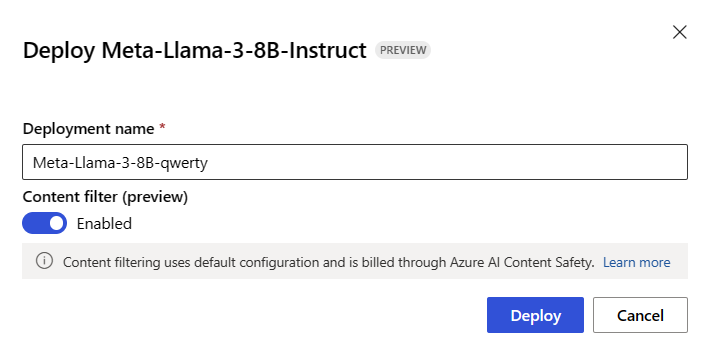 Deploy Meta-Llama-3-8B-Instruct PREVIEW
Deployment name *
Meta-Llama-3-8B-qwerty
Content filter (preview)
Enabled
Content filtering uses default configuration and is billed through Azure AI Content Safety. Learn more
Deploy Cancel